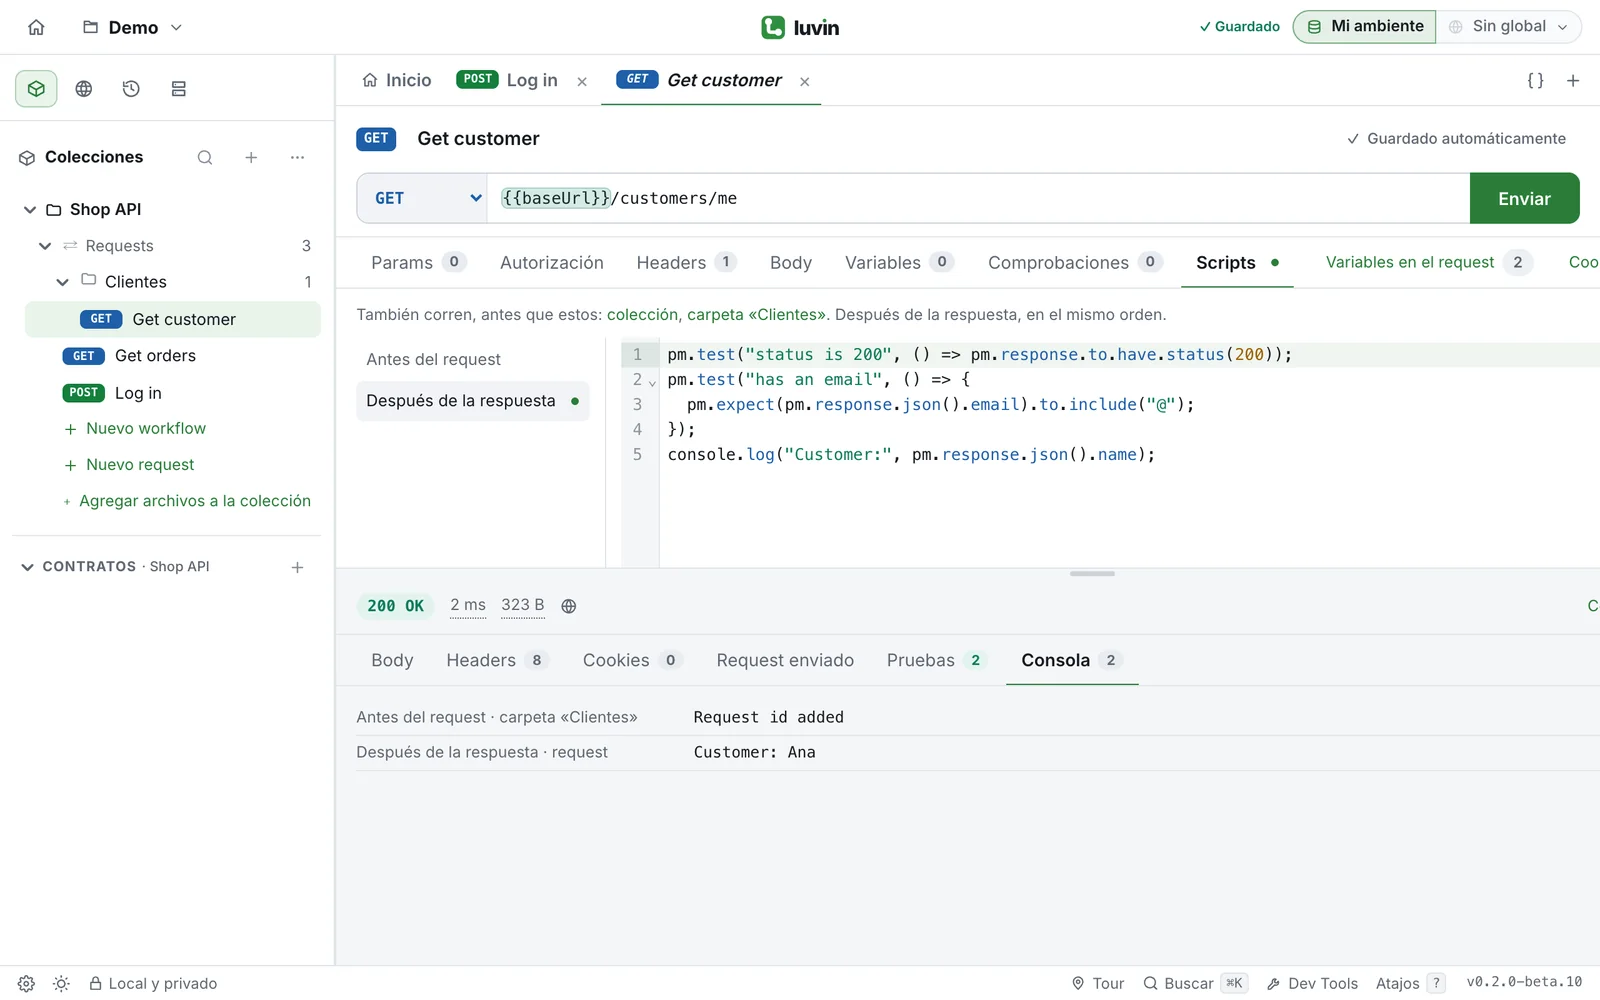 Demo
luvin
Guardado
Mi ambiente
Sin global
Inicio
POST Log in
GET Get customer
{}
Colecciones
Shop API
Requests 3
Clientes 1
GET Get customer
GET Get orders
POST Log in
+ Nuevo workflow
+ Nuevo request
+ Agregar archivos a la colección
CONTRATOS · Shop API
GET Get customer
Guardado automáticamente
GET
{{baseUrl}}/customers/me
Enviar
Params 0
Autorización
Headers 1
Body
Variables 0
Comprobaciones 0
Scripts
Variables en el request 2
Coo
También corren, antes que estos: colección, carpeta «Clientes». Después de la respuesta, en el mismo orden.
Antes del request
Después de la respuesta
1 pm.test("status is 200", () => pm.response.to.have.status(200));
2 pm.test("has an email", () => {
3 pm.expect(pm.response.json().email).to.include("@");
4 });
5 console.log("Customer:", pm.response.json().name);
200 OK 2 ms 323 B
C
Body
Headers 8
Cookies 0
Request enviado
Pruebas 2
Consola 2
Antes del request · carpeta «Clientes» Request id added
Después de la respuesta · request Customer: Ana
Local y privado
Tour
Buscar ⌘K
Dev Tools
Atajos ?
v0.2.0-beta.10